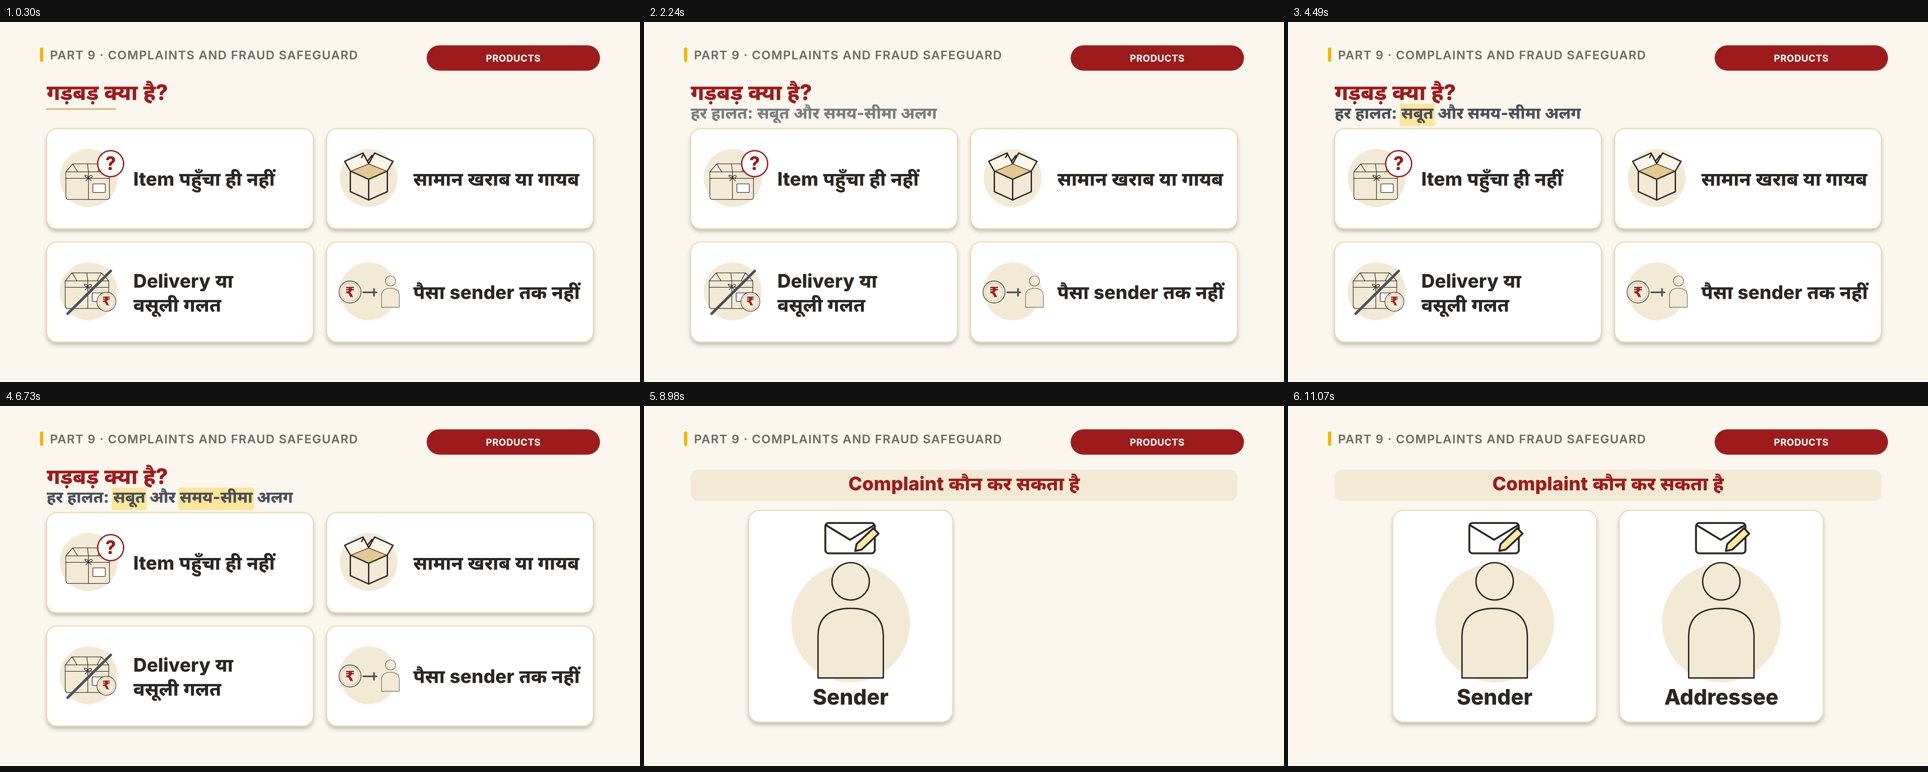 1. 0.30s
PART 9 · COMPLAINTS AND FRAUD SAFEGUARD
PRODUCTS
गड़बड़ क्या है?
?
Item पहुँचा ही नहीं
सामान खराब या गायब
₹
Delivery या
वसूली गलत
₹
पैसा sender तक नहीं
2. 2.24s
PART 9 · COMPLAINTS AND FRAUD SAFEGUARD
PRODUCTS
गड़बड़ क्या है?
हर हालत: सबूत और समय-सीमा अलग
?
Item पहुँचा ही नहीं
सामान खराब या गायब
₹
Delivery या
वसूली गलत
₹
पैसा sender तक नहीं
3. 4.49s
PART 9 · COMPLAINTS AND FRAUD SAFEGUARD
PRODUCTS
गड़बड़ क्या है?
हर हालत: सबूत और समय-सीमा अलग
?
Item पहुँचा ही नहीं
सामान खराब या गायब
₹
Delivery या
वसूली गलत
₹
पैसा sender तक नहीं
4. 6.73s
PART 9 · COMPLAINTS AND FRAUD SAFEGUARD
PRODUCTS
गड़बड़ क्या है?
हर हालत: सबूत और समय-सीमा अलग
?
Item पहुँचा ही नहीं
सामान खराब या गायब
₹
Delivery या
वसूली गलत
₹
पैसा sender तक नहीं
5. 8.98s
PART 9 · COMPLAINTS AND FRAUD SAFEGUARD
PRODUCTS
Complaint कौन कर सकता है
Sender
6. 11.07s
PART 9 · COMPLAINTS AND FRAUD SAFEGUARD
PRODUCTS
Complaint कौन कर सकता है
Sender
Addressee